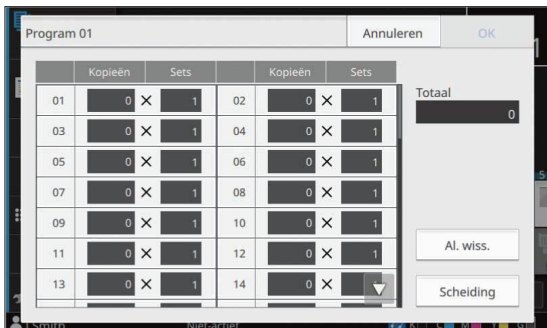 Program 01 Annuleren OK
Kopieën Sets Kopieën Sets Totaal
0
01 0 × 1 02 0 × 1
03 0 × 1 04 0 × 1
05 0 × 1 06 0 × 1
07 0 × 1 08 0 × 1
09 0 × 1 10 0 × 1
11 0 × 1 12 0 × 1
13 0 × 14 0 ×
Al. wiss.
Scheiding
Smith Niet-actief